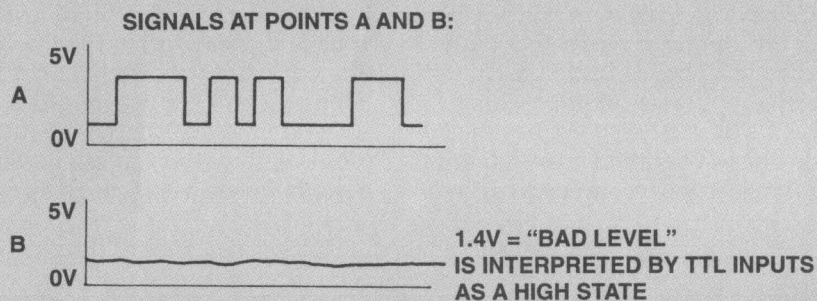 SIGNALS AT POINTS A AND B:
5V
A
0V
5V
B
0V
1.4V = “BAD LEVEL”
IS INTERPRETED BY TTL INPUTS
AS A HIGH STATE